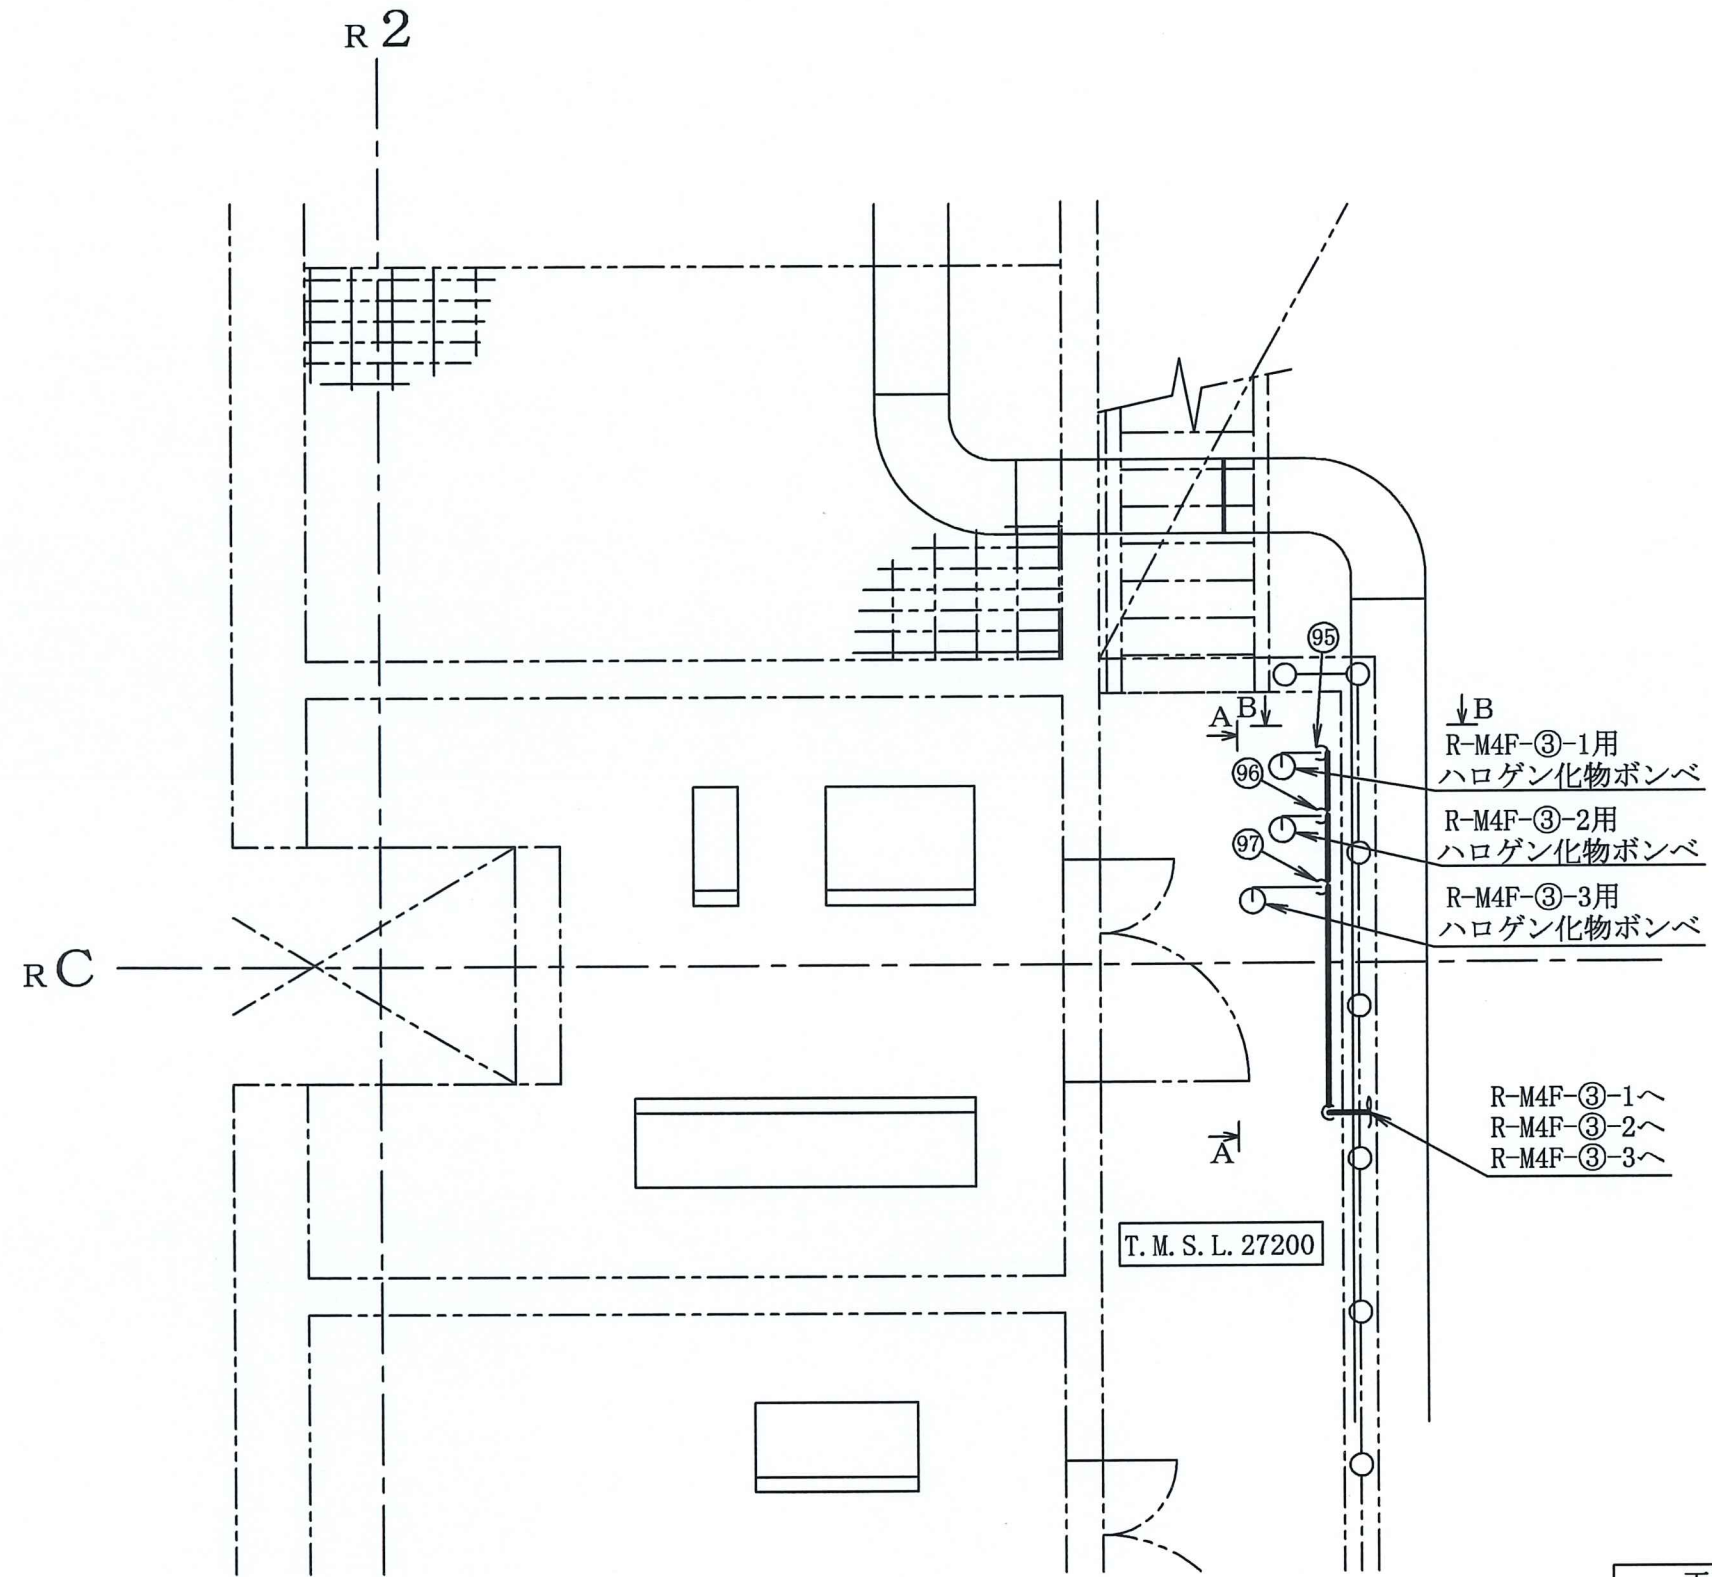 R2
95
B
A
B
R-M4F-③-1用
ハロゲン化物ボンベ
96
R-M4F-③-2用
ハロゲン化物ボンベ
97
R-M4F-③-3用
ハロゲン化物ボンベ
RC
R-M4F-③-1へ
R-M4F-③-2へ
R-M4F-③-3へ
A
T.M.S.L.27200